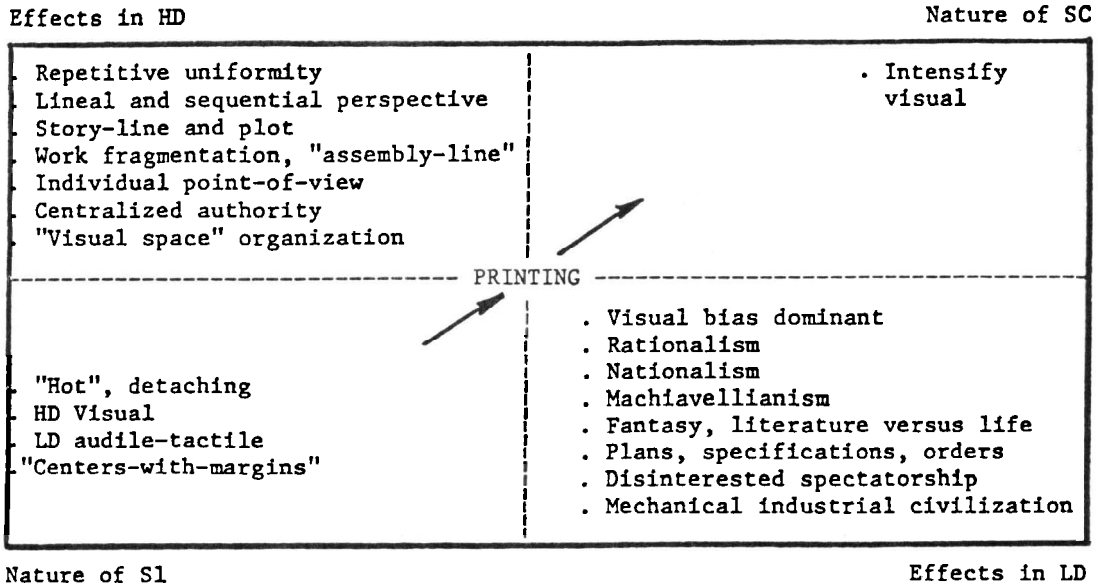 Effects in HD
Nature of SC
. Repetitive uniformity
. Lineal and sequential perspective
. Story-line and plot
. Work fragmentation, "assembly-line"
. Individual point-of-view
. Centralized authority
. "Visual space" organization
. Intensify
visual
PRINTING
. "Hot", detaching
. HD Visual
. LD audile-tactile
."Centers-with-margins"
. Visual bias dominant
. Rationalism
. Nationalism
. Machiavellianism
. Fantasy, literature versus life
. Plans, specifications, orders
. Disinterested spectatorship
. Mechanical industrial civilization
Nature of Sl
Effects in LD